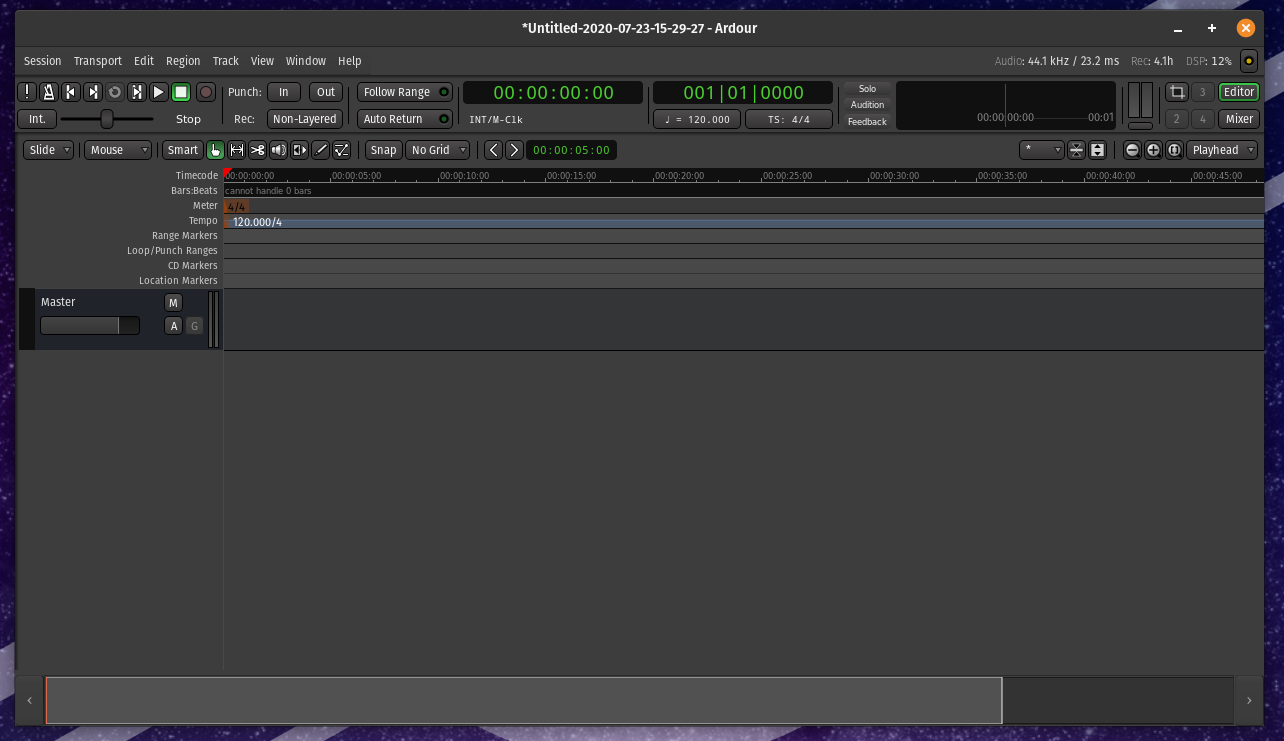 *Untitled-2020-07-23-15-29-27 - Ardour
Session Transport Edit Region Track View Window Help
Audio: 44.1 kHz / 23.2 ms Rec: 4.1h DSP: 12%
Punch: In Out Follow Range 00:00:00:00 001|01|0000 Solo
Audition
Feedback
00:00:00:00 00:01
3 Editor
Int. Stop Rec: Non-Layered Auto Return INT/M-Clk ♩ = 120.000 TS: 4/4 2 4 Mixer
Slide Mouse Smart Snap No Grid 00:00:05:00 * Playhead
Timecode 00:00:00:00 00:00:05:00 00:00:10:00 00:00:15:00 00:00:20:00 00:00:25:00 00:00:30:00 00:00:35:00 00:00:40:00 00:00:45:00
Bars:Beats cannot handle 0 bars
Meter 4/4
Tempo 120.000/4
Range Markers
Loop/Punch Ranges
CD Markers
Location Markers
Master M
A G